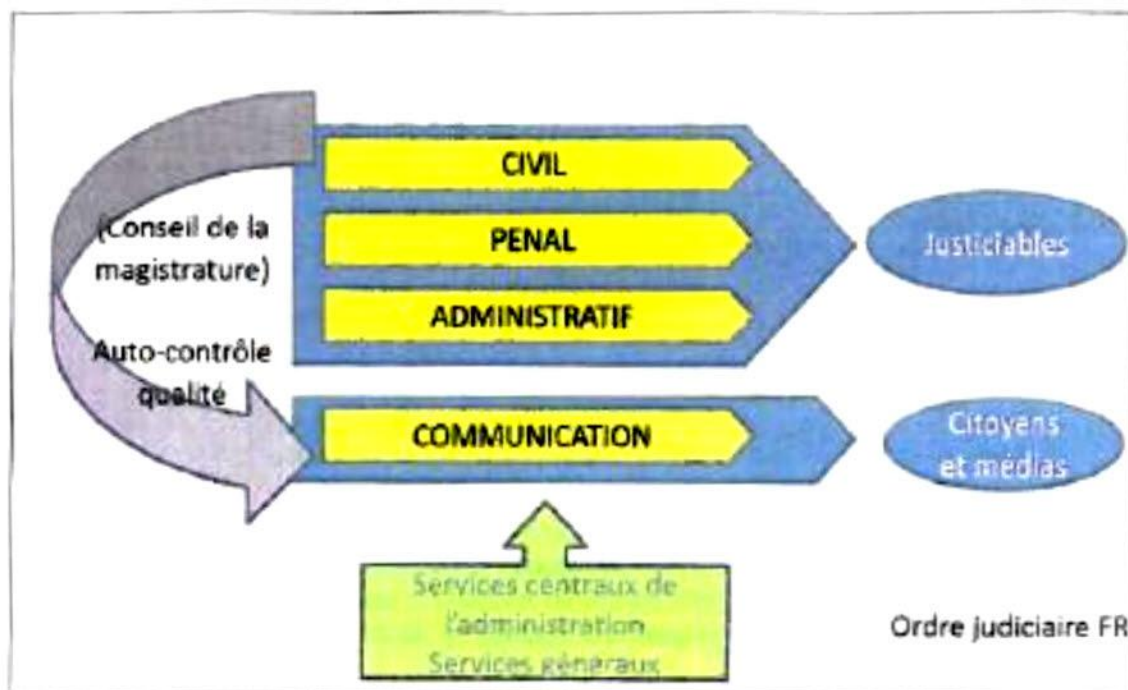 CIVIL
(Conseil de la
magistrature)
PENAL
Justiciables
ADMINISTRATIF
Auto-contrôle
qualité
COMMUNICATION
Citoyens
et médias
Services centraux de
l'administration
Services généraux
Ordre judiciaire FR